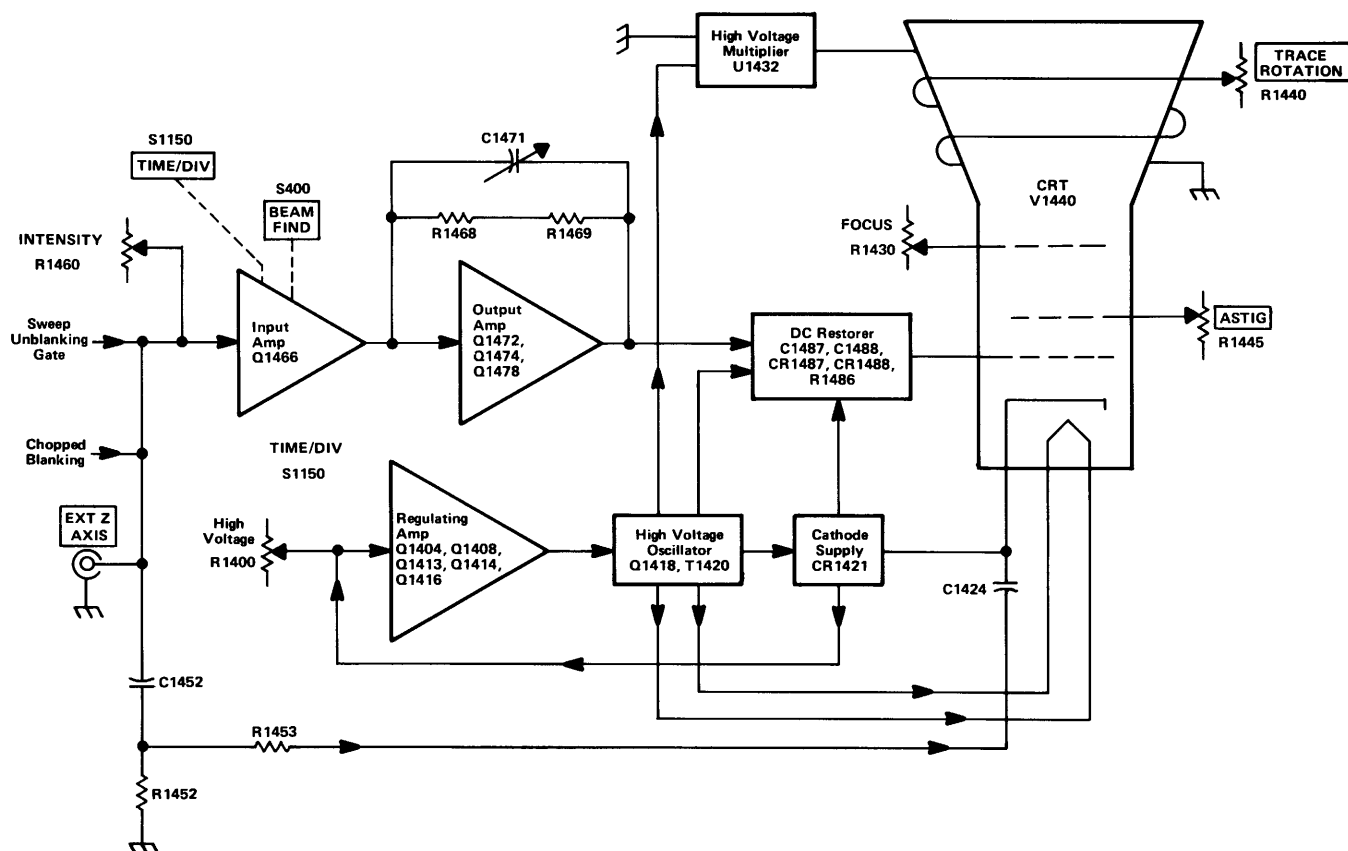 High Voltage
Multiplier
U1432
TRACE
ROTATION
R1440
S1150
TIME/DIV
C1471
S400
BEAM
FIND
CRT
V1440
R1468
R1469
INTENSITY
R1460
FOCUS
R1430
Sweep
Unblanking
Gate
Input
Amp
Q1466
Output
Amp
Q1472,
Q1474,
Q1478
DC Restorer
C1487, C1488,
CR1487, CR1488,
R1486
ASTIG
R1445
Chopped
Blanking
TIME/DIV
S1150
EXT Z
AXIS
High
Voltage
R1400
Regulating
Amp
Q1404, Q1408,
Q1413, Q1414,
Q1416
High Voltage
Oscillator
Q1418, T1420
Cathode
Supply
CR1421
C1424
C1452
R1453
R1452